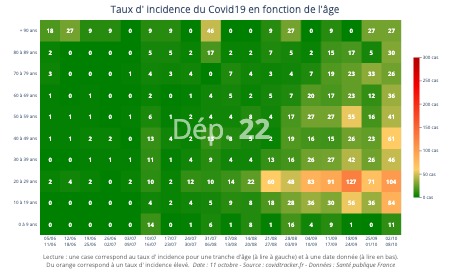 Taux d' incidence du Covid19 en fonction de l'âge
+ 90 ans 18 27 9 9 0 0 0 46 0 0 9 27 0 9 0 27 27
80 à 89 ans 2 0 0 0 0 5 5 2 17 2 2 7 5 2 15 17 5 30
70 à 79 ans 3 0 0 0 1 4 3 4 4 0 7 4 3 4 7 19 23 33 26
60 à 69 ans 1 0 0 0 1 5 2 5 7 20 17 23 12 36
50 à 59 ans 1 1 1 0 0 6 2 4 8 4 17 27 27 55 16 41
40 à 49 ans 1 1 2 2 0 13 4 2 19 16 15 26 23 61
30 à 39 ans 0 0 1 1 1 11 1 4 9 4 4 13 16 26 27 42 26 46
20 à 29 ans 2 4 2 0 2 10 8 12 10 14 22 60 48 83 91 127 71 104
10 à 19 ans 0 0 0 0 0 4 2 4 5 9 8 18 28 36 30 56 36 84
0 à 9 ans 0 0 0 0 0 14 0 1 6 2 1 16 4 9 1 0 11
Dép. 22
300 cas
250 cas
200 cas
150 cas
100 cas
50 cas
0 cas
05/06 12/06 19/06 26/06 03/07 10/07 17/07 24/07 31/07 07/08 14/08 21/08 28/08 04/09 11/09 18/09 25/09 02/10
11/06 18/06 25/06 02/07 09/07 16/07 23/07 30/07 06/08 13/08 20/08 27/08 03/09 10/09 17/09 24/09 01/10 08/10
Lecture : une case correspond au taux d' incidence pour une tranche d'âge (à lire à gauche) et à une date donnée (à lire en bas).
Du orange correspond à un taux d' incidence élevé. Date : 11 octobre - Source : covidtracker.fr - Données : Santé publique France